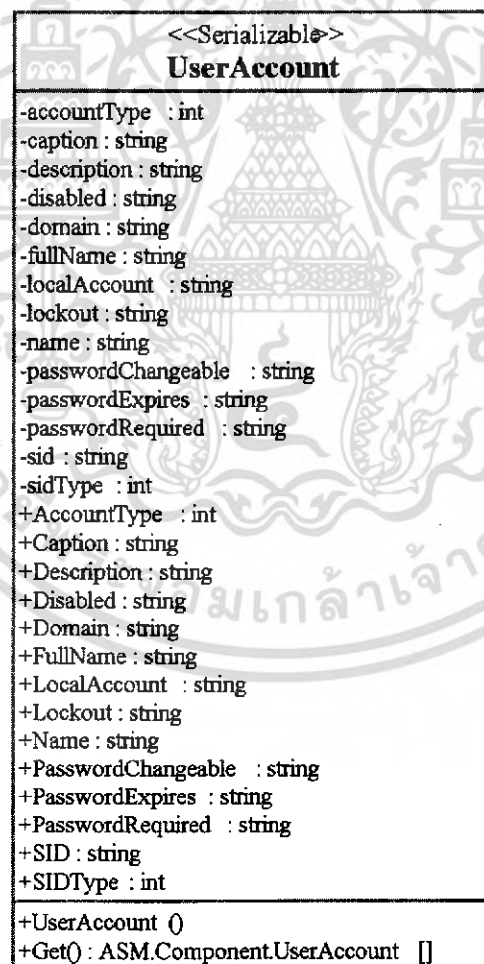 <<Serializable>>
UserAccount
-accountType : int
-caption : string
-description : string
-disabled : string
-domain : string
-fullName : string
-localAccount : string
-lockout : string
-name : string
-passwordChangeable : string
-passwordExpires : string
-passwordRequired : string
-sid : string
-sidType : int
+AccountType : int
+Caption : string
+Description : string
+Disabled : string
+Domain : string
+FullName : string
+LocalAccount : string
+Lockout : string
+Name : string
+PasswordChangeable : string
+PasswordExpires : string
+PasswordRequired : string
+SID : string
+SIDType : int
+UserAccount ()
+Get() : ASM.Component.UserAccount []